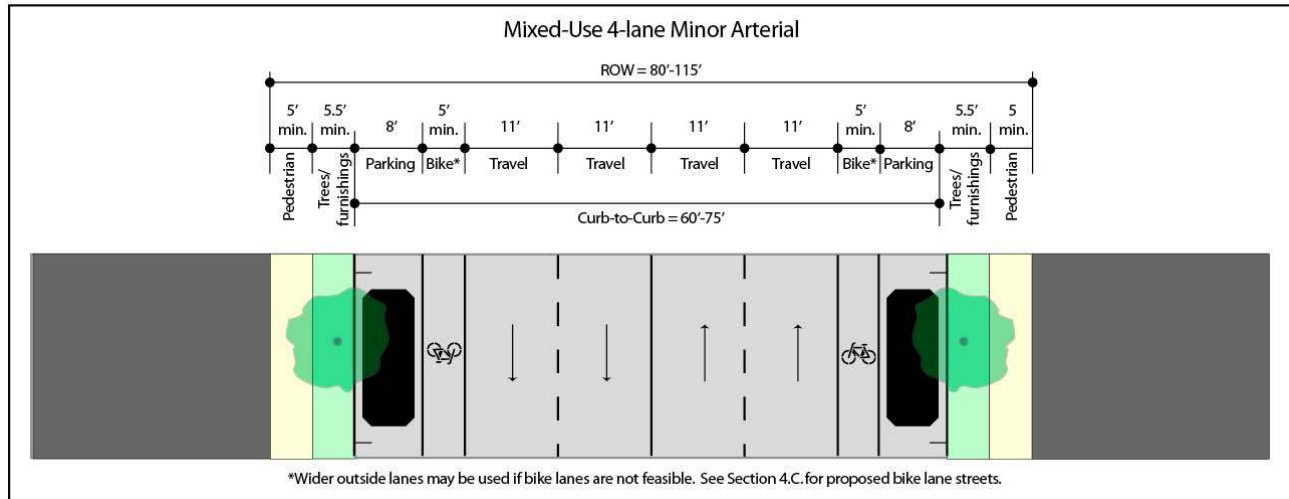 Mixed-Use 4-lane Minor Arterial
ROW = 80’-115’
5’ min.
5.5’ min.
8’
5’ min.
11’
11’
11’
11’
5’ min.
8’
5.5’ min.
5 min.
Pedestrian
Trees/
furnishings
Parking
Bike*
Travel
Travel
Travel
Travel
Bike*
Parking
Trees/
furnishings
Pedestrian
Curb-to-Curb = 60’-75’
*Wider outside lanes may be used if bike lanes are not feasible. See Section 4.C. for proposed bike lane streets.